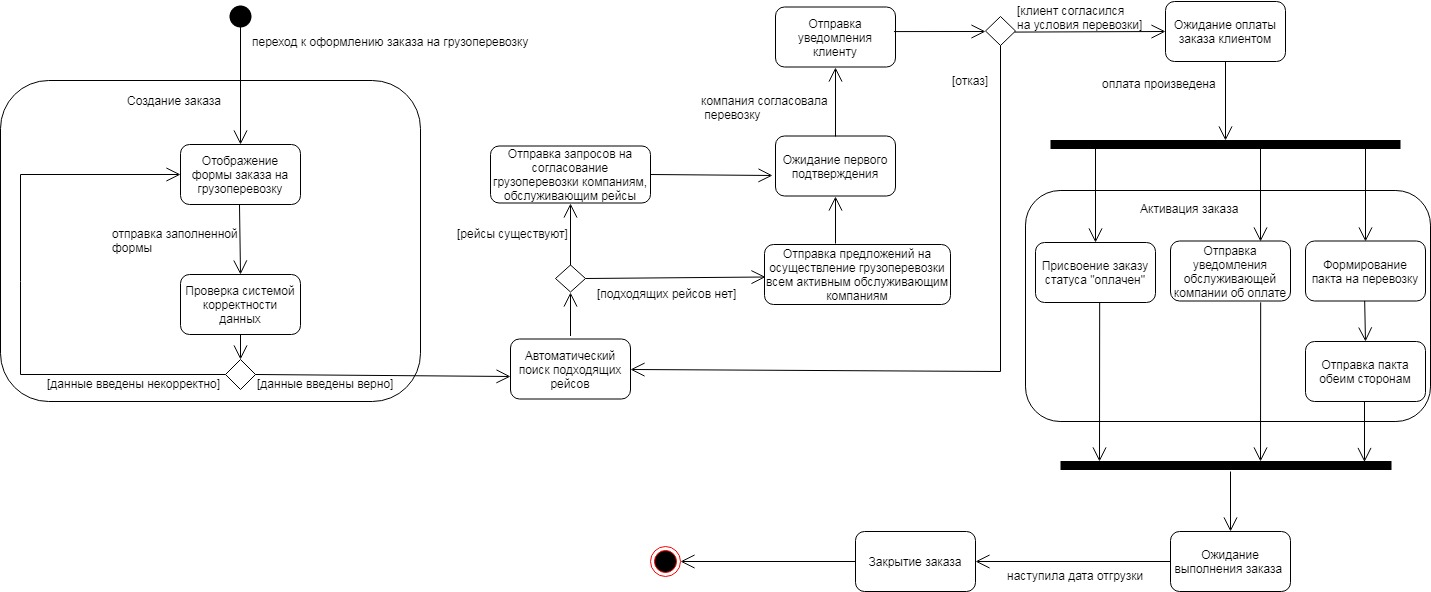 переход к оформлению заказа на грузоперевозку
Создание заказа
Отображение
формы заказа на
грузоперевозку
отправка заполненной
формы
Проверка системой
корректности
данных
[данные введены некорректно]
[данные введены верно]
Автоматический
поиск подходящих
рейсов
[рейсы существуют]
[подходящих рейсов нет]
Отправка запросов на
согласование
грузоперевозки компаниям,
обслуживающим рейсы
Отправка предложений на
осуществление грузоперевозки
всем активным обслуживающим
компаниям
Ожидание первого
подтверждения
компания согласовала
перевозку
Отправка
уведомления
клиенту
[клиент согласился
на условия перевозки]
[отказ]
Ожидание оплаты
заказа клиентом
оплата произведена
Активация заказа
Присвоение заказу
статуса "оплачен"
Отправка
уведомления
обслуживающей
компании об оплате
Формирование
пакта на перевозку
Отправка пакта
обеим сторонам
Ожидание
выполнения заказа
наступила дата отгрузки
Закрытие заказа